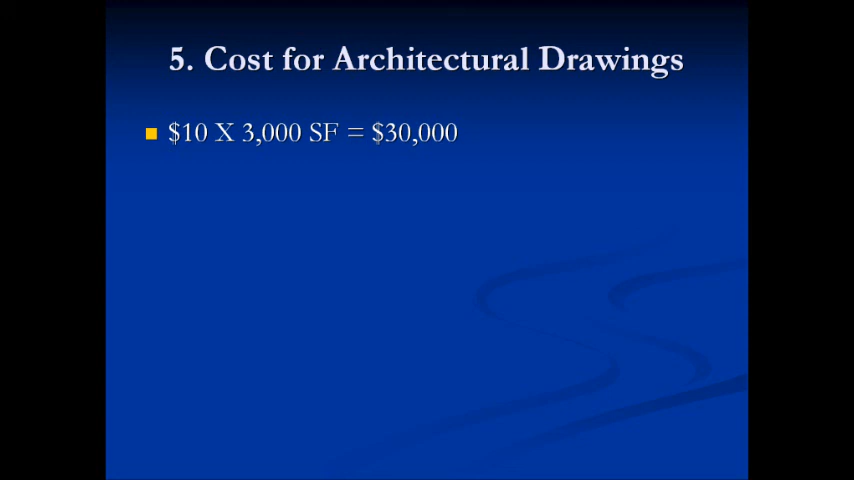 5. Cost for Architectural Drawings
$10 X 3,000 SF = $30,000